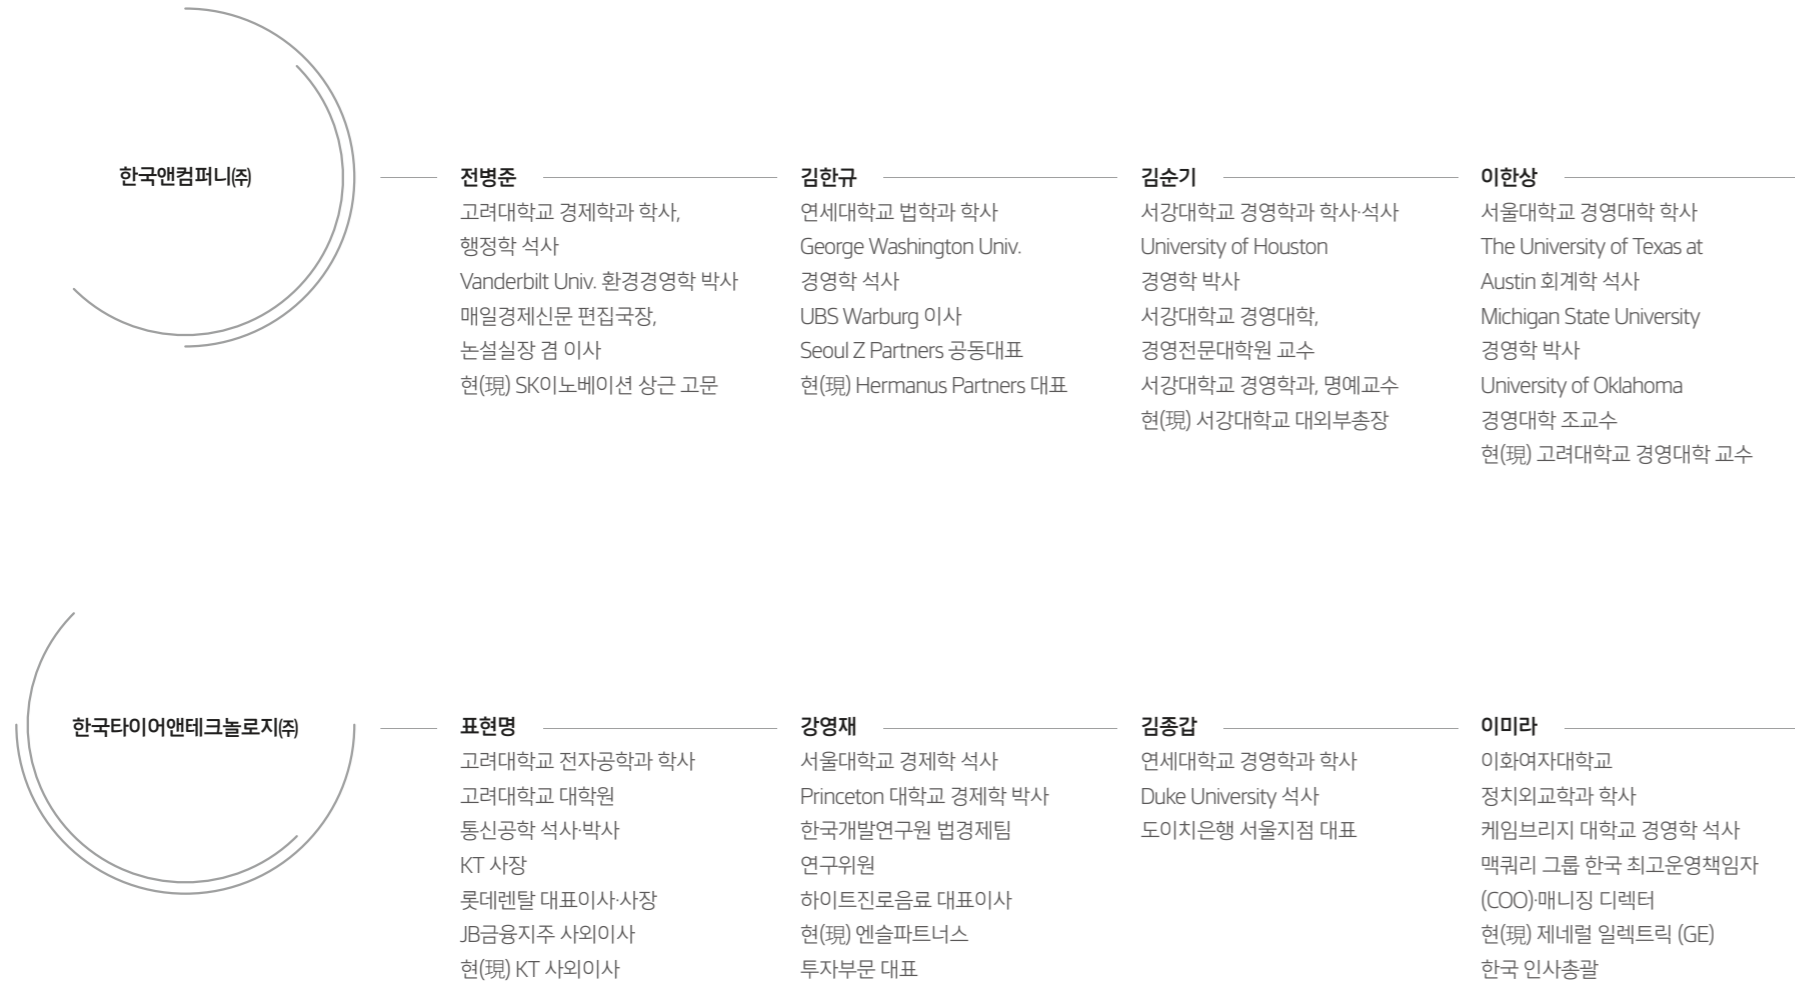 한국앤컴퍼니㈜
전병준
고려대학교 경제학과 학사,
행정학 석사
Vanderbilt Univ. 환경경영학 박사
매일경제신문 편집국장,
논설실장 겸 이사
현(現) SK이노베이션 상근 고문
김한규
연세대학교 법학과 학사
George Washington Univ.
경영학 석사
UBS Warburg 이사
Seoul Z Partners 공동대표
현(現) Hermanus Partners 대표
김순기
서강대학교 경영학과 학사·석사
University of Houston
경영학 박사
서강대학교 경영대학,
경영전문대학원 교수
서강대학교 경영학과, 명예교수
현(現) 서강대학교 대외부총장
이한상
서울대학교 경영대학 학사
The University of Texas at
Austin 회계학 석사
Michigan State University
경영학 박사
University of Oklahoma
경영대학 조교수
현(現) 고려대학교 경영대학 교수
한국타이어앤테크놀로지㈜
표현명
고려대학교 전자공학과 학사
고려대학교 대학원
통신공학 석사·박사
KT 사장
롯데렌탈 대표이사·사장
JB금융지주 사외이사
현(現) KT 사외이사
강영재
서울대학교 경제학 석사
Princeton 대학교 경제학 박사
한국개발연구원 법경제팀
연구위원
하이트진로음료 대표이사
현(現) 엔슬파트너스
투자부문 대표
김종갑
연세대학교 경영학과 학사
Duke University 석사
도이치은행 서울지점 대표
이미라
이화여자대학교
정치외교학과 학사
케임브리지 대학교 경영학 석사
맥쿼리 그룹 한국 최고운영책임자
(COO)·매니징 디렉터
현(現) 제네럴 일렉트릭 (GE)
한국 인사총괄